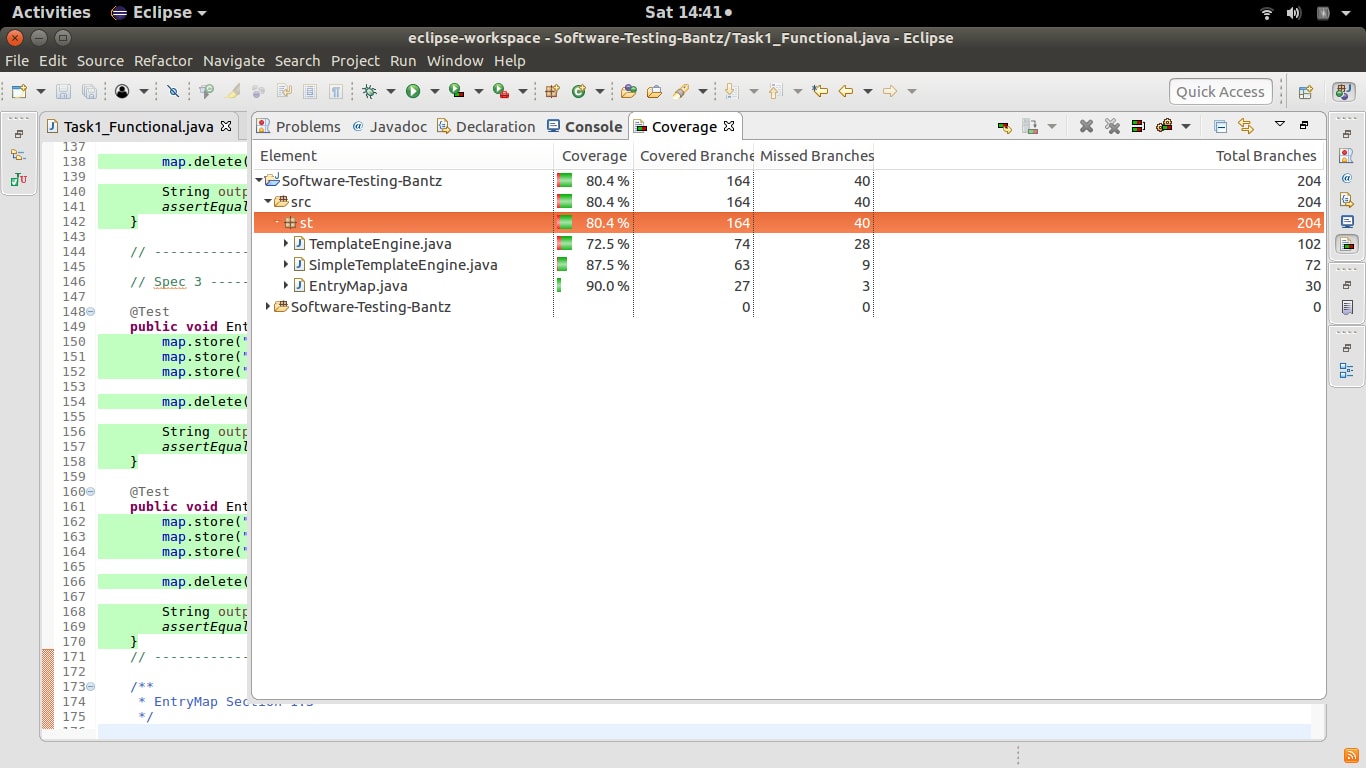 Activities Eclipse Sat 14:41
eclipse-workspace - Software-Testing-Bantz/Task1_Functional.java - Eclipse
File Edit Source Refactor Navigate Search Project Run Window Help
Quick Access
Task1_Functional.java
Problems Javadoc Declaration Console Coverage
Element Coverage Covered Branche Missed Branches Total Branches
Software-Testing-Bantz 80.4 % 164 40 204
src 80.4 % 164 40 204
st 80.4 % 164 40 204
TemplateEngine.java 72.5 % 74 28 102
SimpleTemplateEngine.java 87.5 % 63 9 72
EntryMap.java 90.0 % 27 3 30
Software-Testing-Bantz 0 0 0
137
138 map.delete(
139
140 String outp
141 assertEqual
142 }
143
144 // ------------
145
146 // Spec 3 -----
147
148 @Test
149 public void Ent
150 map.store("
151 map.store("
152 map.store("
153
154 map.delete(
155
156 String outp
157 assertEqual
158 }
159
160 @Test
161 public void Ent
162 map.store("
163 map.store("
164 map.store("
165
166 map.delete(
167
168 String outp
169 assertEqual
170 }
171 // ------------
172
173 /**
174 * EntryMap Section 1.3
175 */
176